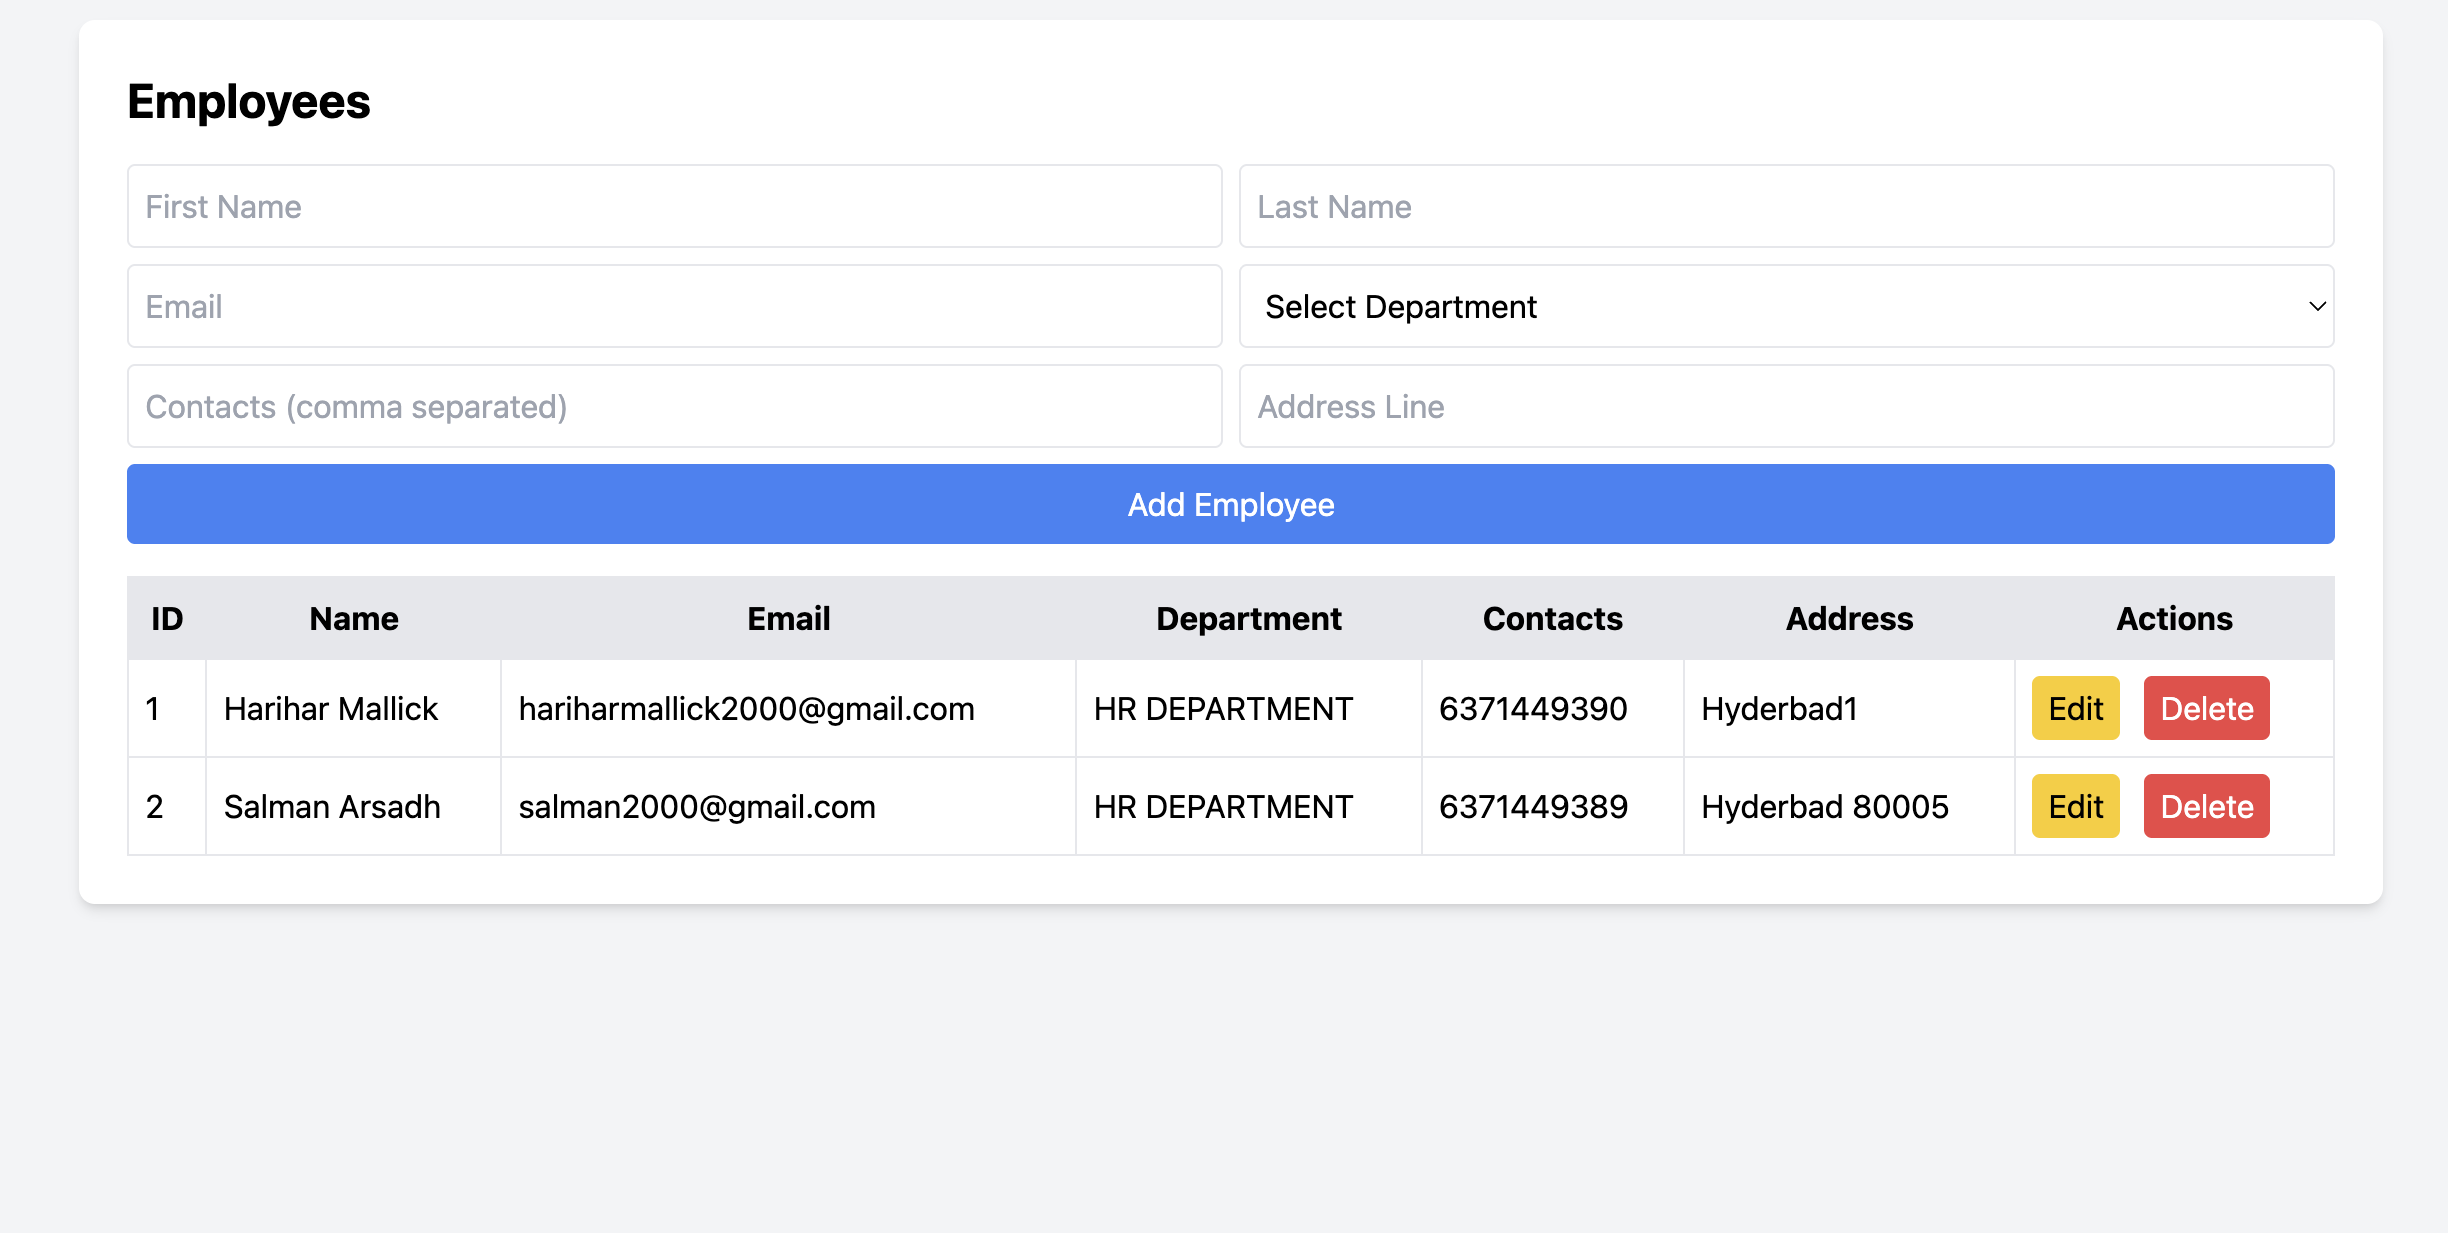 Employees
First Name Last Name
Email Select Department
Contacts (comma separated) Address Line
Add Employee
ID Name Email Department Contacts Address Actions
1 Harihar Mallick hariharmallick2000@gmail.com HR DEPARTMENT 6371449390 Hyderbad1 Edit Delete
2 Salman Arsadh salman2000@gmail.com HR DEPARTMENT 6371449389 Hyderbad 80005 Edit Delete